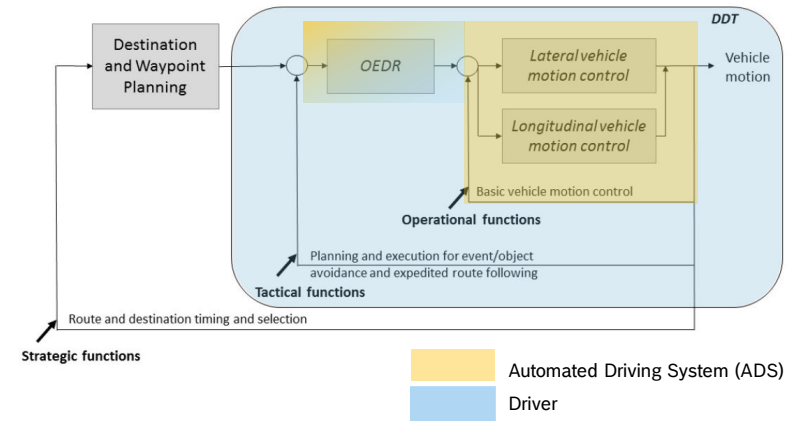 DDT
Destination
and Waypoint
Planning
OEDR
Lateral vehicle
motion control
Vehicle
motion
Longitudinal vehicle
motion control
Basic vehicle motion control
Operational functions
Planning and execution for event/object
avoidance and expedited route following
Tactical functions
Route and destination timing and selection
Strategic functions
Automated Driving System (ADS)
Driver